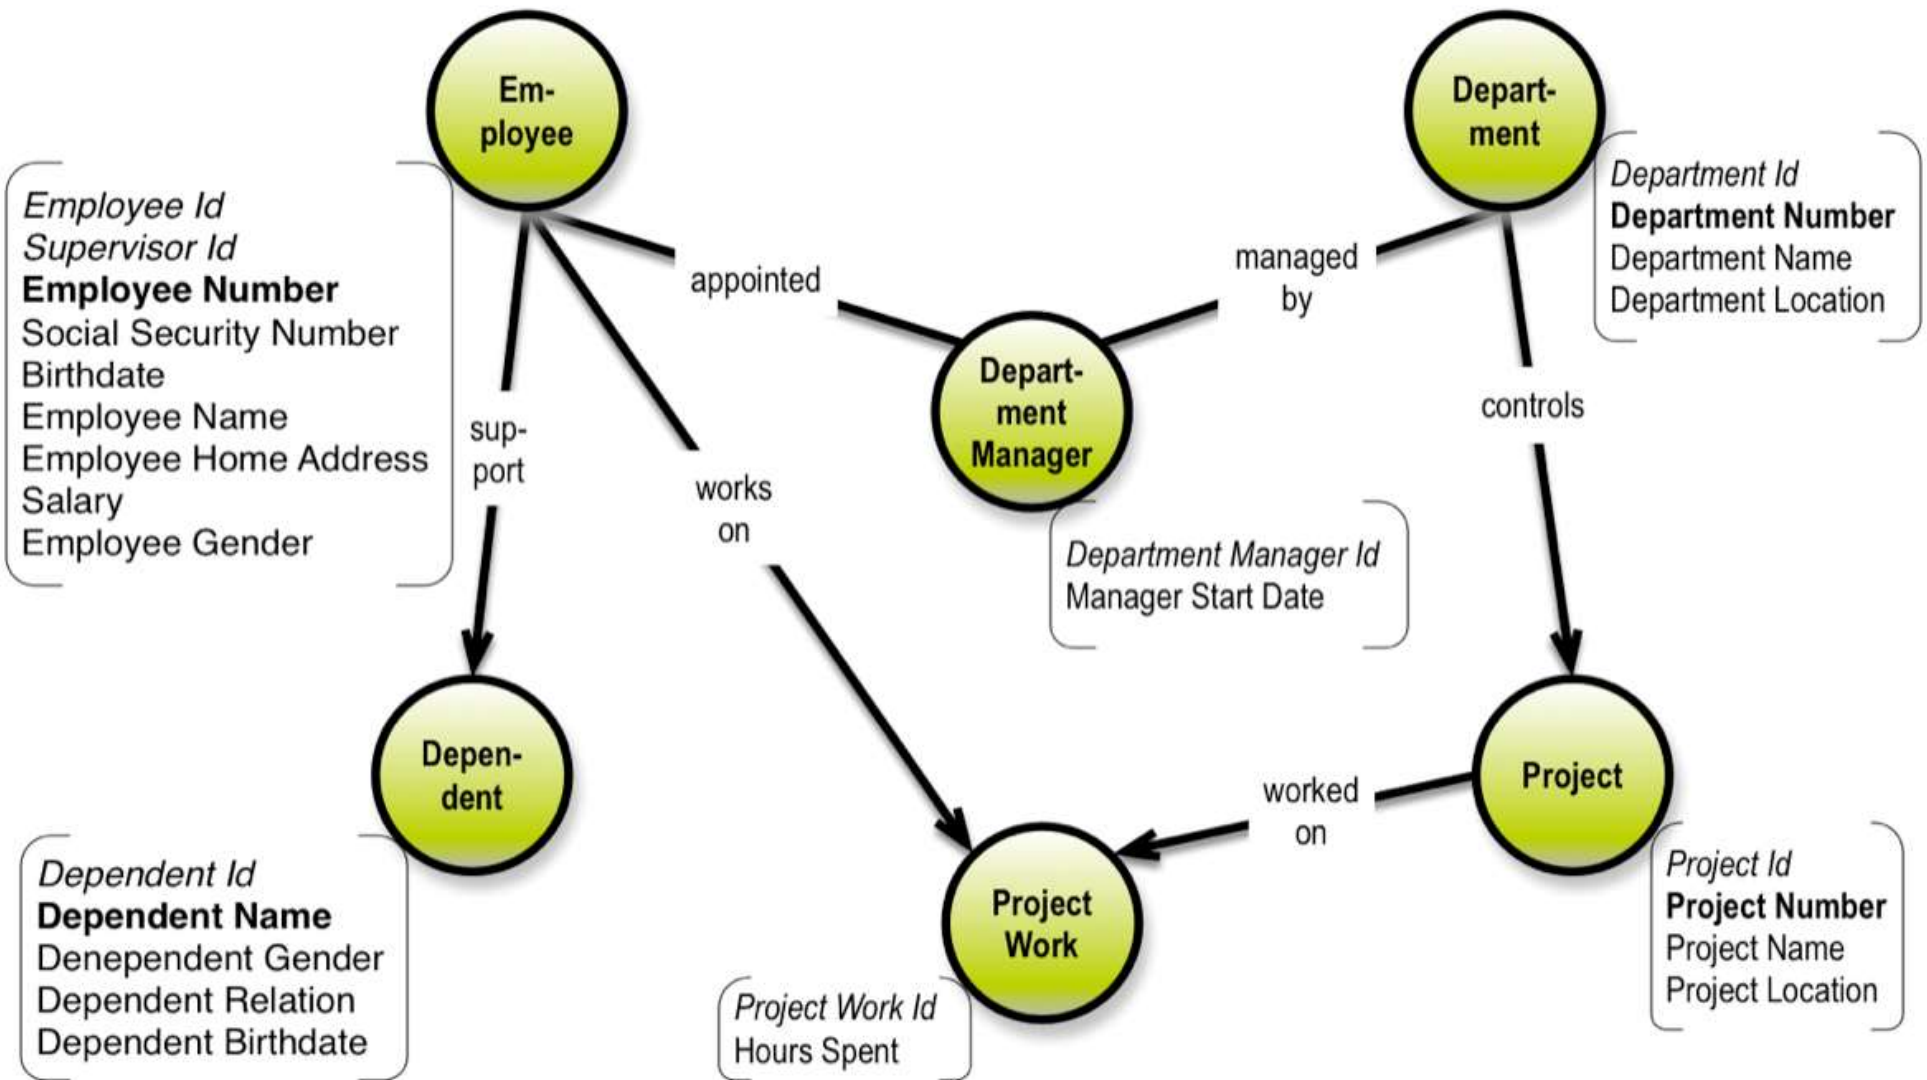 Em-
ployee
Depart-
ment
Employee Id
Supervisor Id
Employee Number
Social Security Number
Birthdate
Employee Name
Employee Home Address
Salary
Employee Gender
Department Id
Department Number
Department Name
Department Location
appointed
managed
by
Depart-
ment
Manager
controls
sup-
port
works
on
Department Manager Id
Manager Start Date
Depen-
dent
Project
worked
on
Dependent Id
Dependent Name
Denependent Gender
Dependent Relation
Dependent Birthdate
Project
Work
Project Work Id
Hours Spent
Project Id
Project Number
Project Name
Project Location